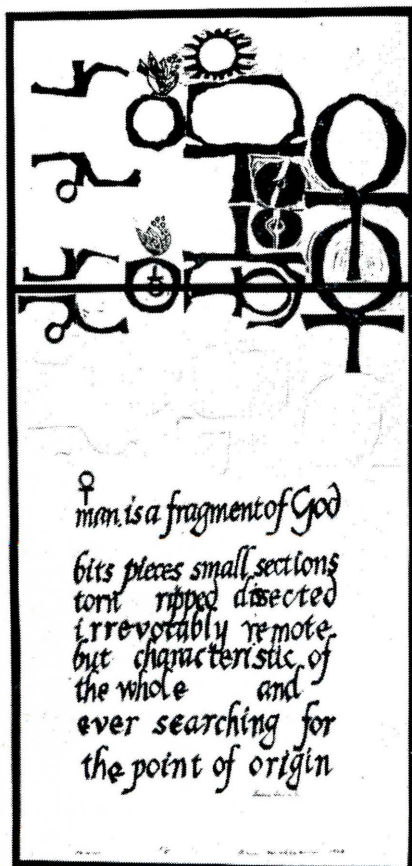 man is a fragment of God
bits pieces small sections
torn ripped dissected
irrevotably remote
but characteristic of
the whole and
ever searching for
the point of origin